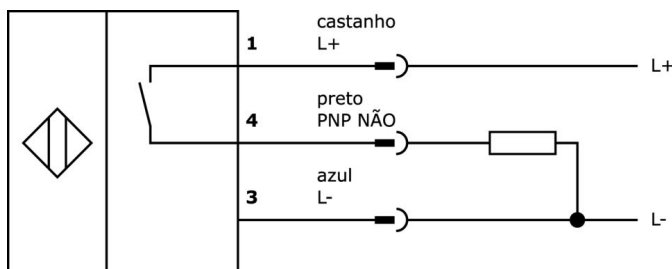 castanho
1 L+ L+
preto
4 PNP NÃO
azul
3 L- L-